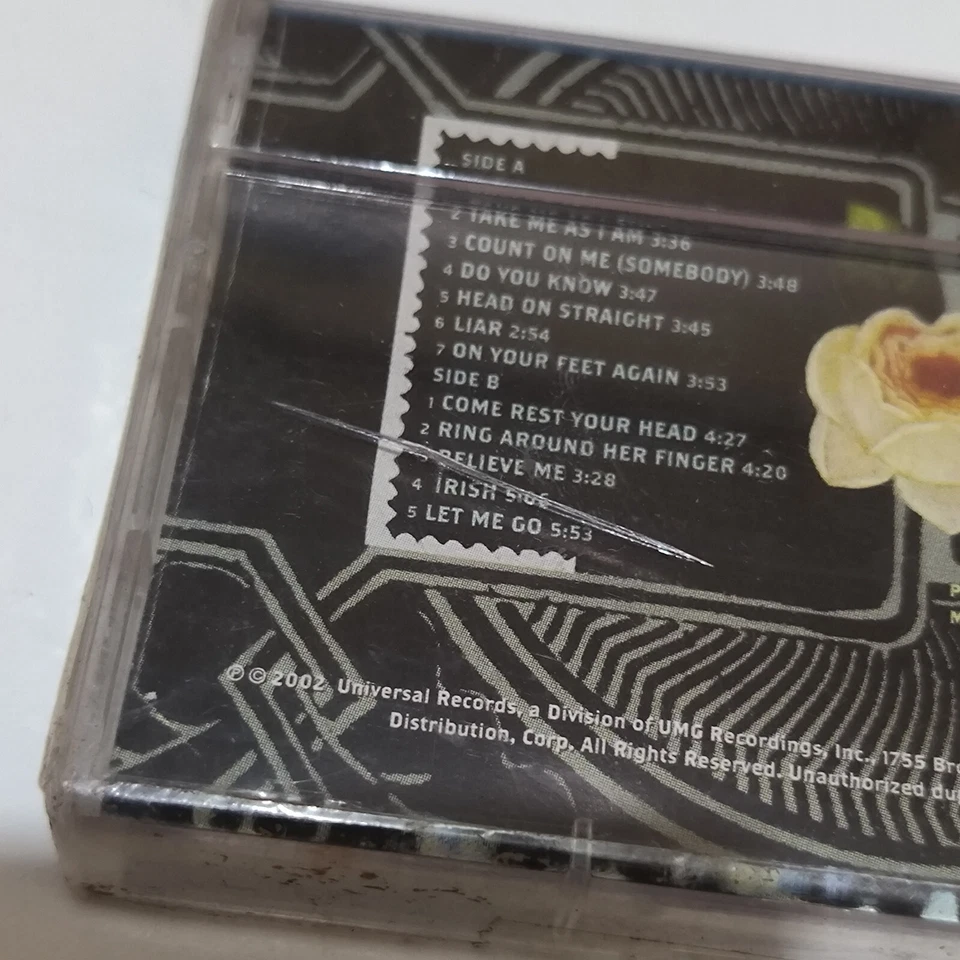 SIDE A
2 TAKE ME AS I AM 3:36
3 COUNT ON ME (SOMEBODY) 3:48
4 DO YOU KNOW 3:47
5 HEAD ON STRAIGHT 3:45
6 LIAR 2:54
7 ON YOUR FEET AGAIN 3:53
SIDE B
1 COME REST YOUR HEAD 4:27
2 RING AROUND HER FINGER 4:20
BELIEVE ME 3:28
4 IRISH
5 LET ME GO 5:53
℗ © 2002 Universal Records, a Division of UMG Recordings, Inc., 1755
Distribution, Corp. All Rights Reserved. Unauthorized